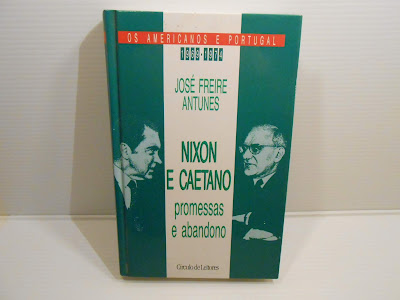 OS AMERICANOS E PORTUGAL
1969-1974
JOSÉ FREIRE
ANTUNES
NIXON
E CAETANO
promessas
e abandono
Círculo de Leitores